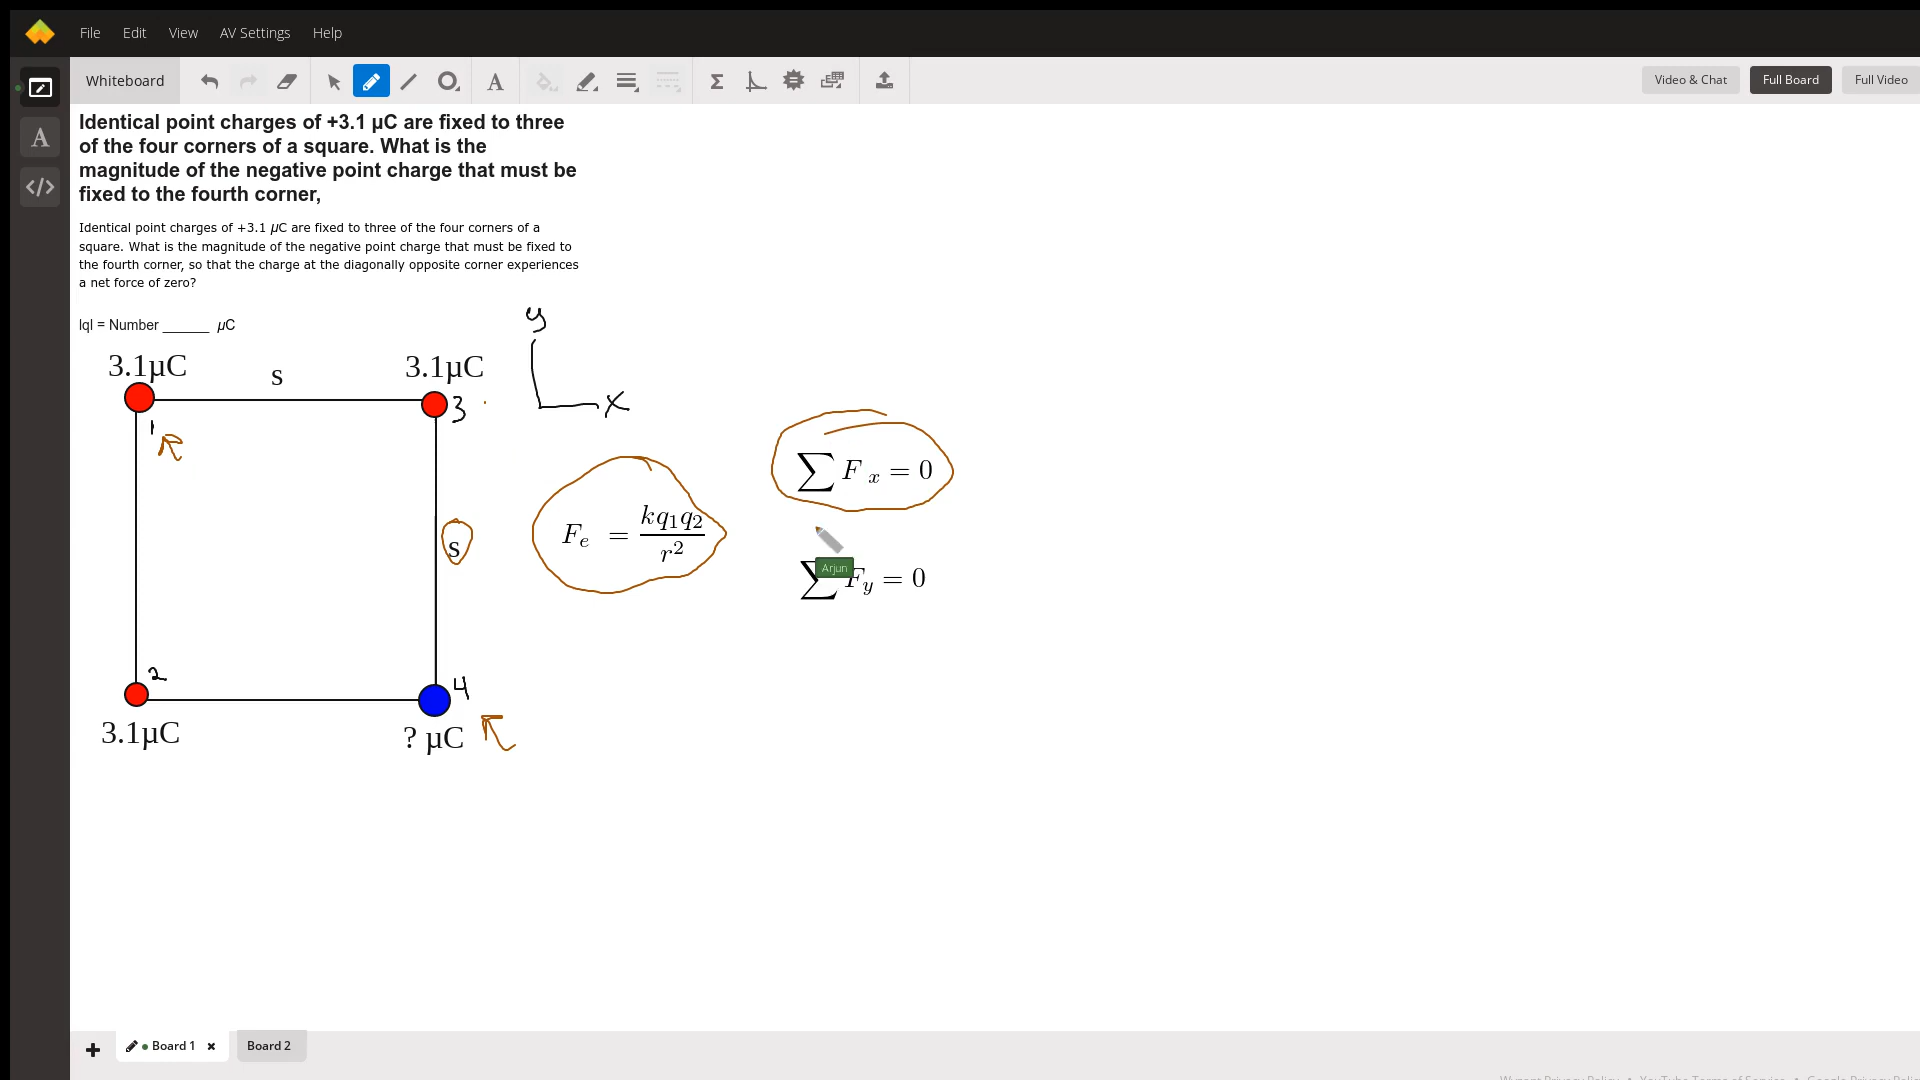 File Edit View AV Settings Help
Whiteboard
Video & Chat Full Board Full Video
Identical point charges of +3.1 µC are fixed to three
of the four corners of a square. What is the
magnitude of the negative point charge that must be
fixed to the fourth corner,
Identical point charges of +3.1 µC are fixed to three of the four corners of a
square. What is the magnitude of the negative point charge that must be fixed to
the fourth corner, so that the charge at the diagonally opposite corner experiences
a net force of zero?
lql = Number ______ µC
y
3.1µC s 3.1µC
3 x
1
∑ F x = 0
F e = kq1q2 / r²
s
Arjun
∑ F y = 0
2 4
3.1µC ? µC
Board 1 Board 2